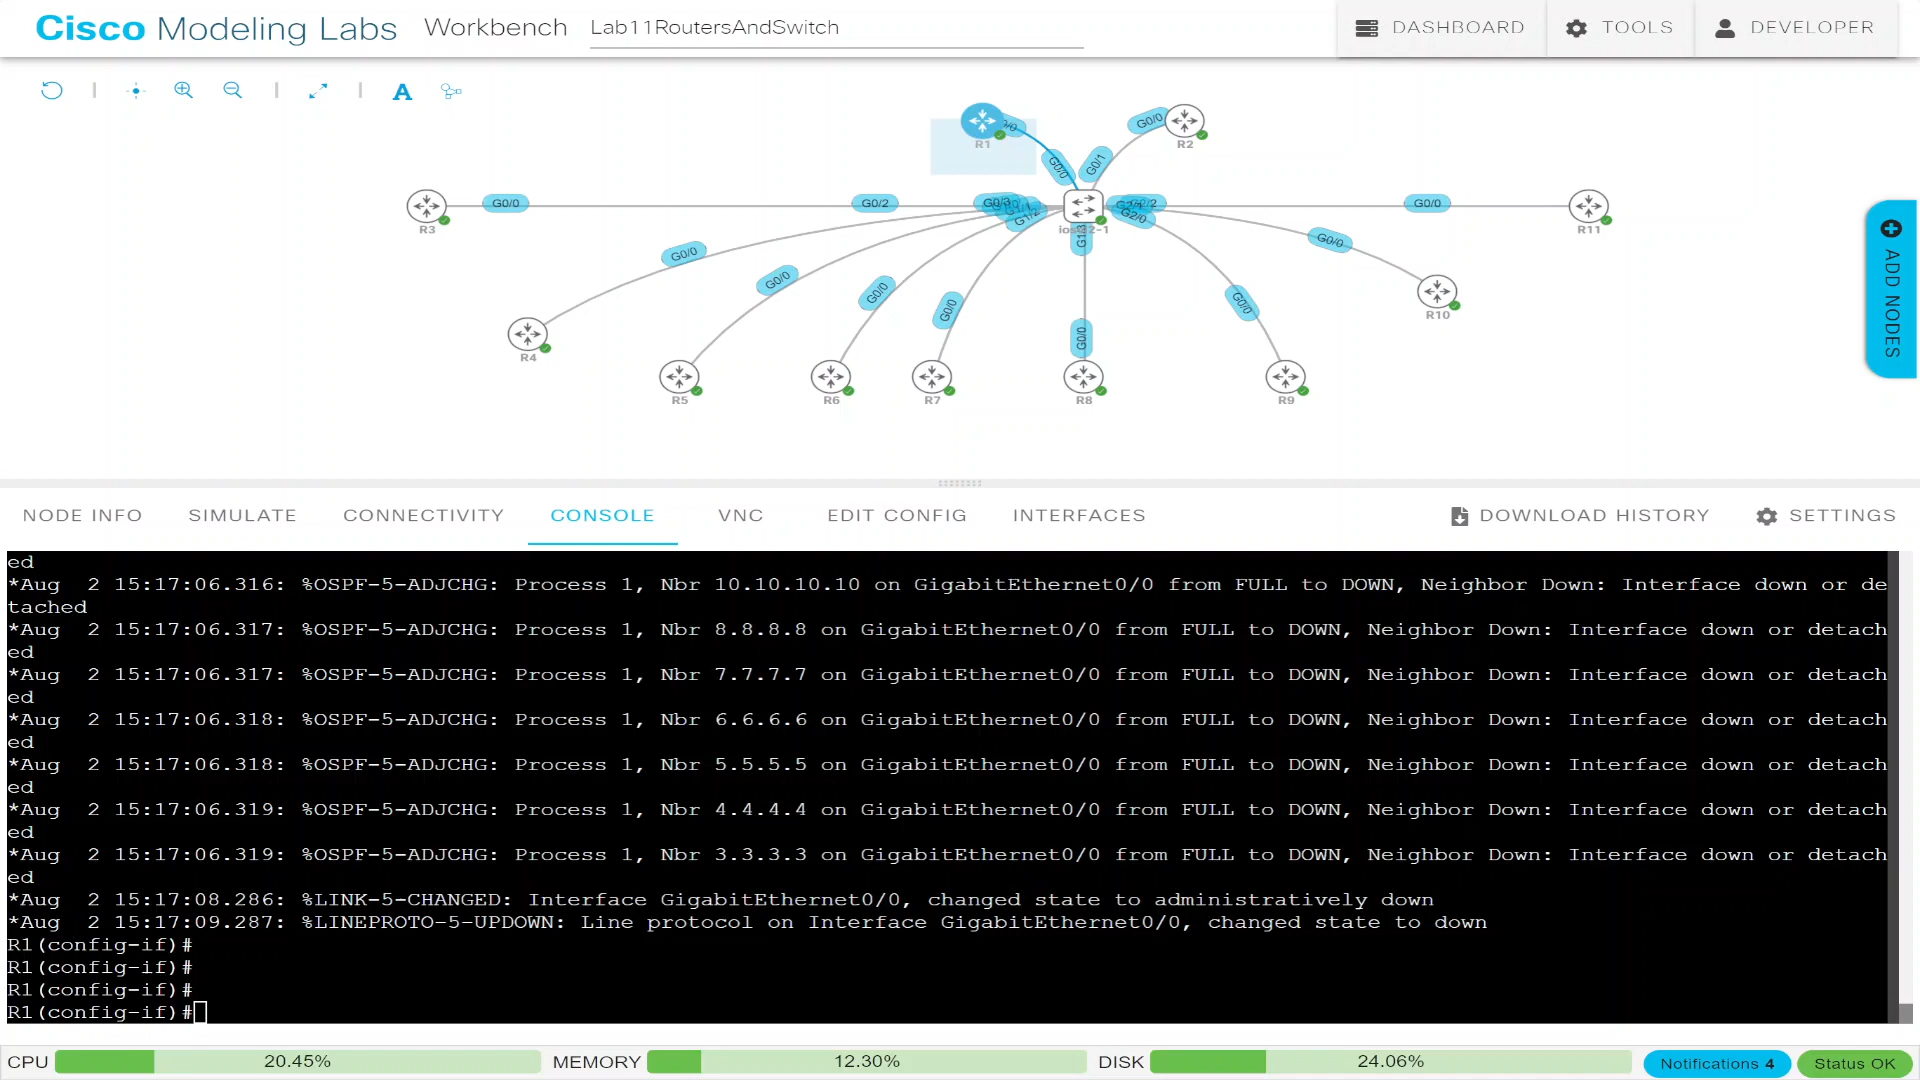 Cisco Modeling Labs Workbench Lab11RoutersAndSwitch DASHBOARD TOOLS DEVELOPER
A
G0/0 R1
G0/0 R2
G0/0 G0/1
R3 G0/0 G0/2 G0/3 G2/0 G0/0 R11
G1/2
G0/0 G0/0
R4 G0/0 G0/0 G0/0 G0/0 G0/0 R10
R5 R6 R7 R8 R9
ADD NODES
NODE INFO SIMULATE CONNECTIVITY CONSOLE VNC EDIT CONFIG INTERFACES DOWNLOAD HISTORY SETTINGS
ed
*Aug  2 15:17:06.316: %OSPF-5-ADJCHG: Process 1, Nbr 10.10.10.10 on GigabitEthernet0/0 from FULL to DOWN, Neighbor Down: Interface down or de
tached
*Aug  2 15:17:06.317: %OSPF-5-ADJCHG: Process 1, Nbr 8.8.8.8 on GigabitEthernet0/0 from FULL to DOWN, Neighbor Down: Interface down or detach
ed
*Aug  2 15:17:06.317: %OSPF-5-ADJCHG: Process 1, Nbr 7.7.7.7 on GigabitEthernet0/0 from FULL to DOWN, Neighbor Down: Interface down or detach
ed
*Aug  2 15:17:06.318: %OSPF-5-ADJCHG: Process 1, Nbr 6.6.6.6 on GigabitEthernet0/0 from FULL to DOWN, Neighbor Down: Interface down or detach
ed
*Aug  2 15:17:06.318: %OSPF-5-ADJCHG: Process 1, Nbr 5.5.5.5 on GigabitEthernet0/0 from FULL to DOWN, Neighbor Down: Interface down or detach
ed
*Aug  2 15:17:06.319: %OSPF-5-ADJCHG: Process 1, Nbr 4.4.4.4 on GigabitEthernet0/0 from FULL to DOWN, Neighbor Down: Interface down or detach
ed
*Aug  2 15:17:06.319: %OSPF-5-ADJCHG: Process 1, Nbr 3.3.3.3 on GigabitEthernet0/0 from FULL to DOWN, Neighbor Down: Interface down or detach
ed
*Aug  2 15:17:08.286: %LINK-5-CHANGED: Interface GigabitEthernet0/0, changed state to administratively down
*Aug  2 15:17:09.287: %LINEPROTO-5-UPDOWN: Line protocol on Interface GigabitEthernet0/0, changed state to down
R1(config-if)#
R1(config-if)#
R1(config-if)#
R1(config-if)#
CPU 20.45% MEMORY 12.30% DISK 24.06% Notifications 4 Status OK